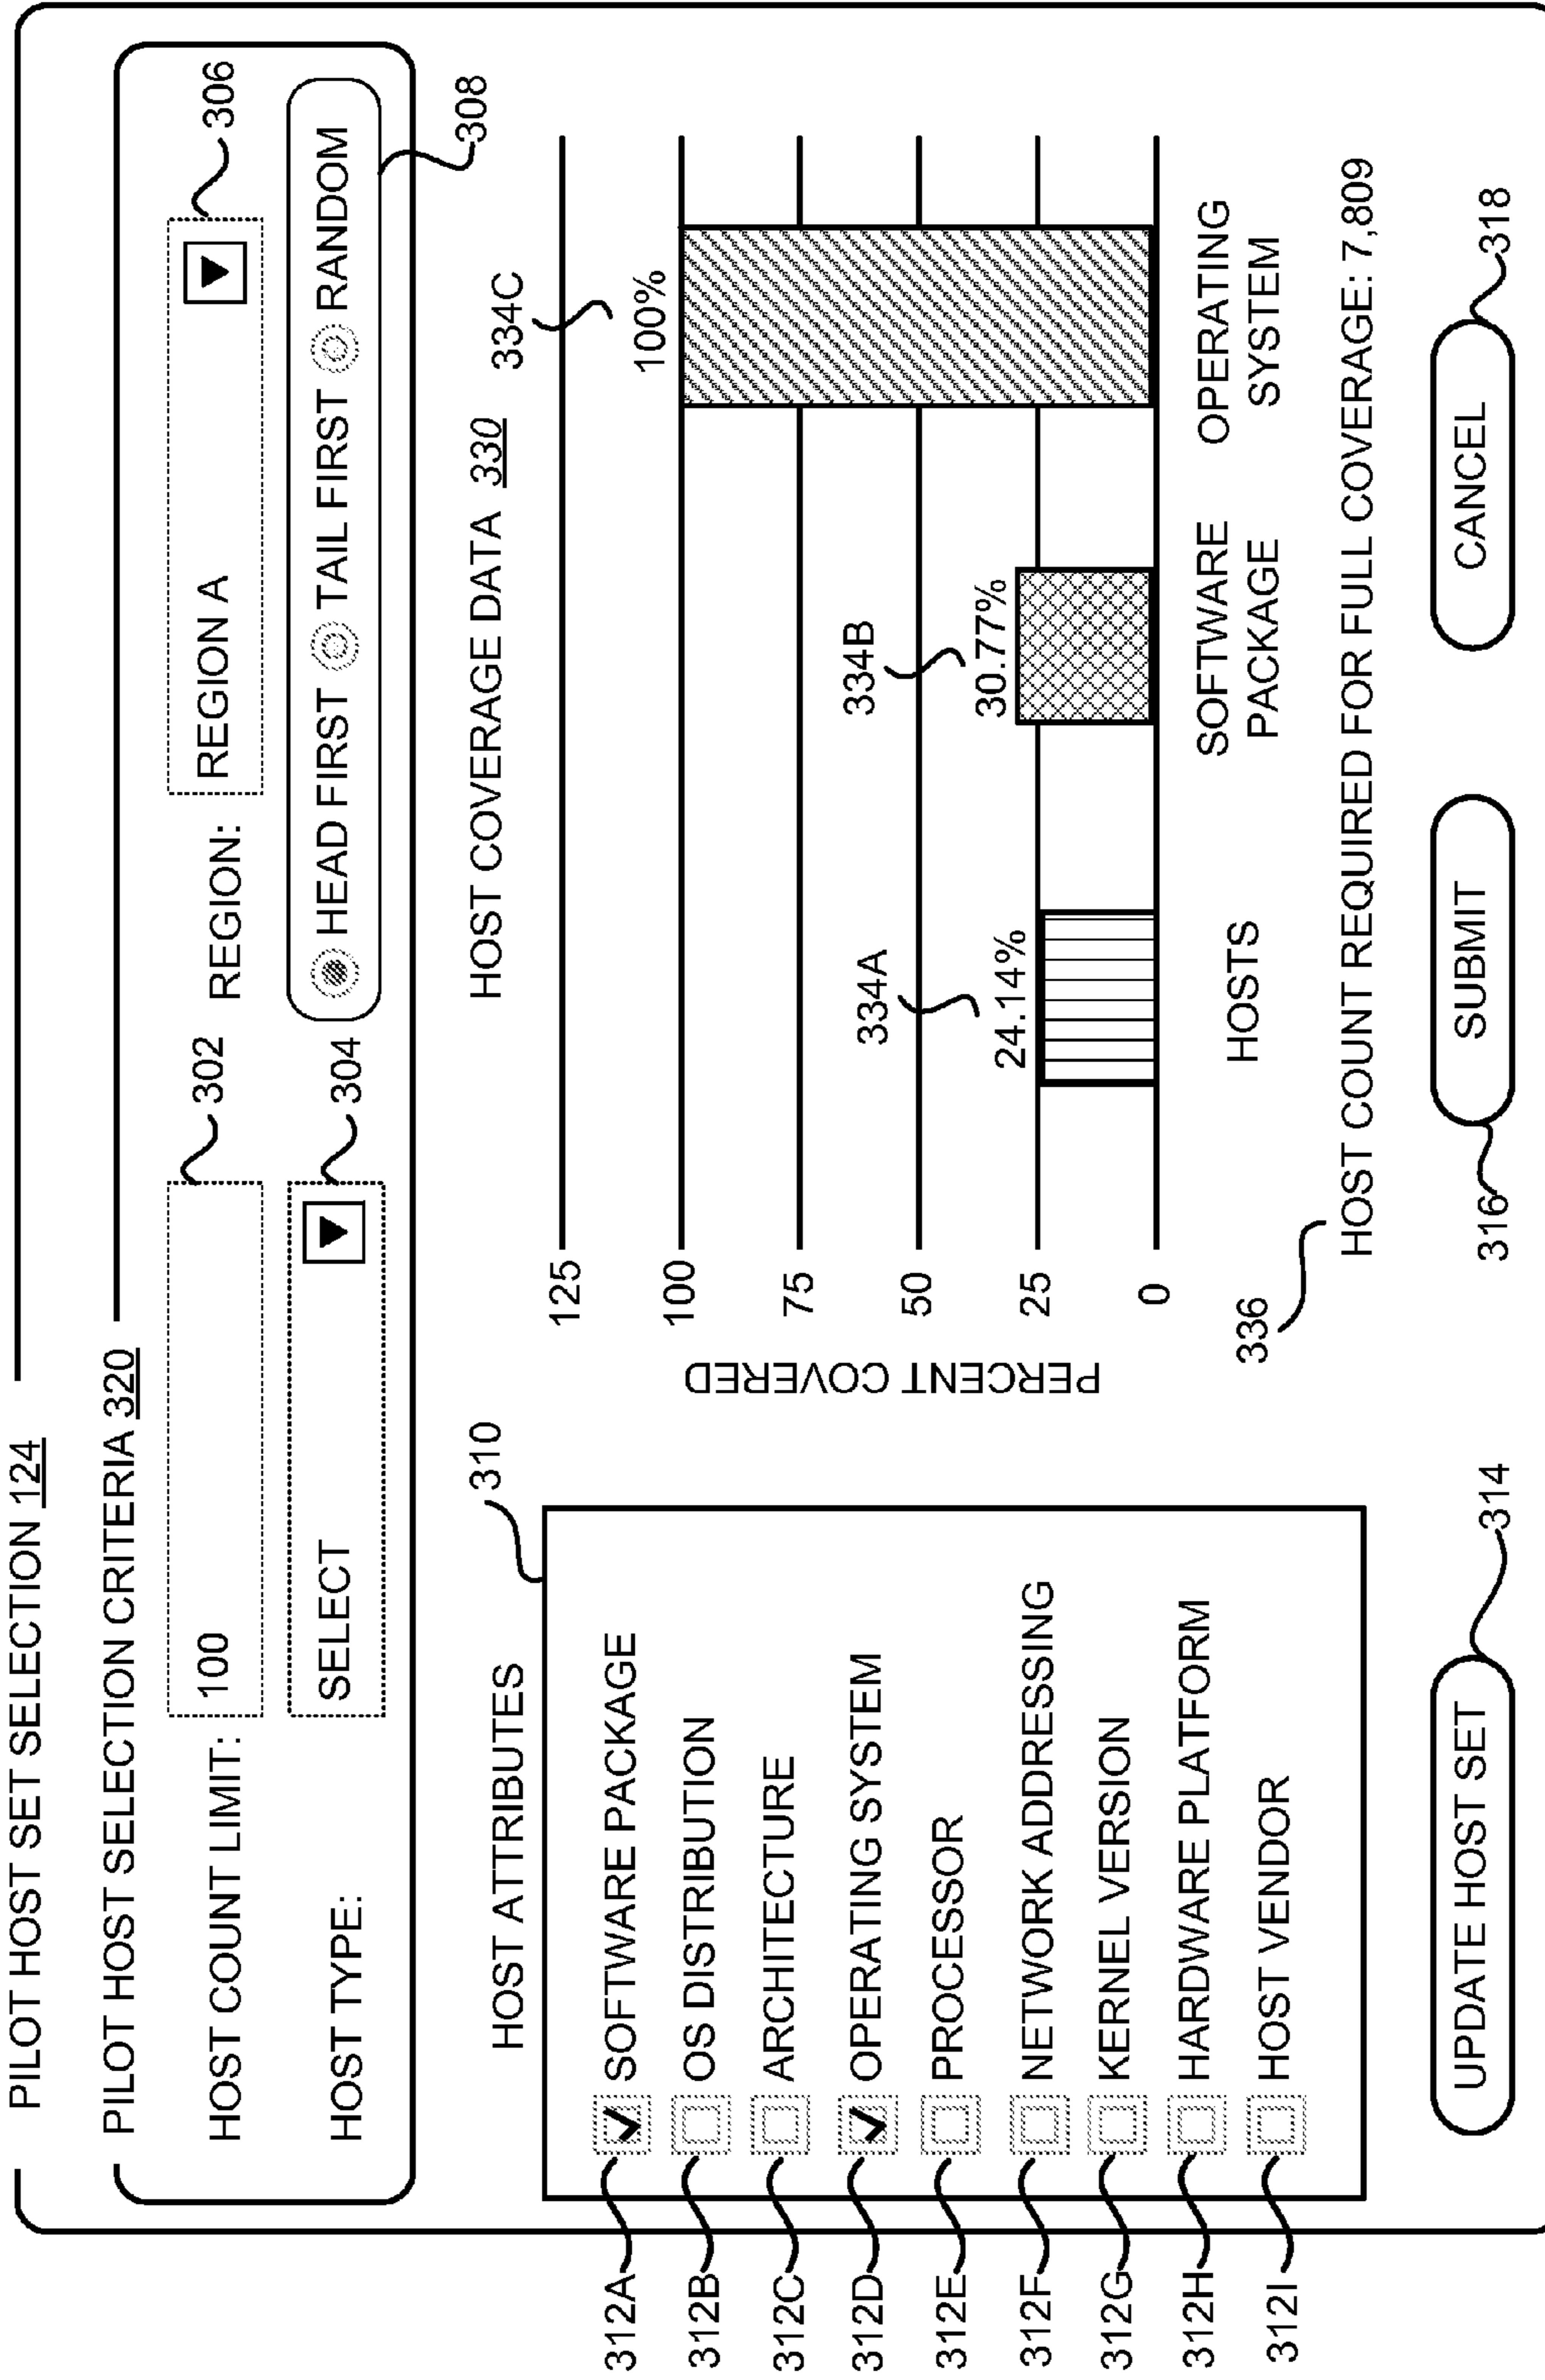 PILOT HOST SET SELECTION 124
PILOT HOST SELECTION CRITERIA 320
HOST COUNT LIMIT: 100
302
REGION: REGION A
306
HOST TYPE: SELECT
304
HEAD FIRST TAIL FIRST RANDOM
308
HOST ATTRIBUTES
310
312A SOFTWARE PACKAGE
312B OS DISTRIBUTION
312C ARCHITECTURE
312D OPERATING SYSTEM
312E PROCESSOR
312F NETWORK ADDRESSING
312G KERNEL VERSION
312H HARDWARE PLATFORM
312I HOST VENDOR
HOST COVERAGE DATA 330
PERCENT COVERED
125
100
75
50
25
0
334A
24.14%
HOSTS
334B
30.77%
SOFTWARE
PACKAGE
334C
100%
OPERATING
SYSTEM
336
HOST COUNT REQUIRED FOR FULL COVERAGE: 7,809
UPDATE HOST SET
314
SUBMIT
316
CANCEL
318